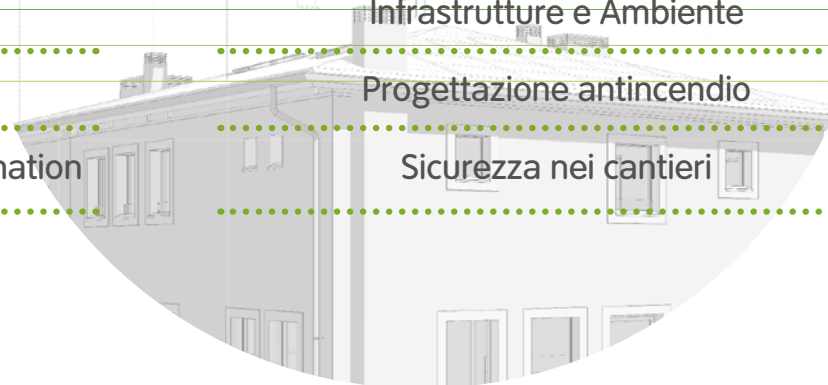 Infrastrutture e Ambiente
Progettazione antincendio
Sicurezza nei cantieri